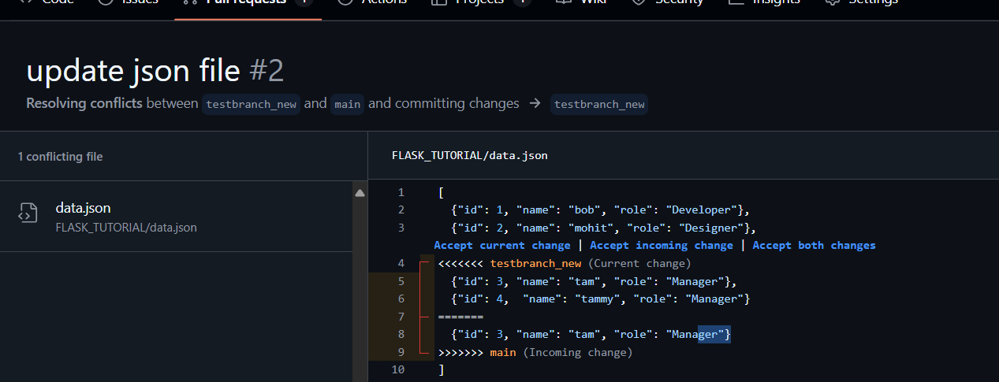 Code Issues Pull requests 1 Actions Projects 1 Wiki Security Insights Settings
update json file #2
Resolving conflicts between testbranch_new and main and committing changes → testbranch_new
1 conflicting file
data.json
FLASK_TUTORIAL/data.json
FLASK_TUTORIAL/data.json
1 [
2 {"id": 1, "name": "bob", "role": "Developer"},
3 {"id": 2, "name": "mohit", "role": "Designer"},
Accept current change | Accept incoming change | Accept both changes
4 <<<<<<< testbranch_new (Current change)
5 {"id": 3, "name": "tam", "role": "Manager"},
6 {"id": 4,  "name": "tammy", "role": "Manager"}
7 =======
8 {"id": 3, "name": "tam", "role": "Manager"}
9 >>>>>>> main (Incoming change)
10 ]